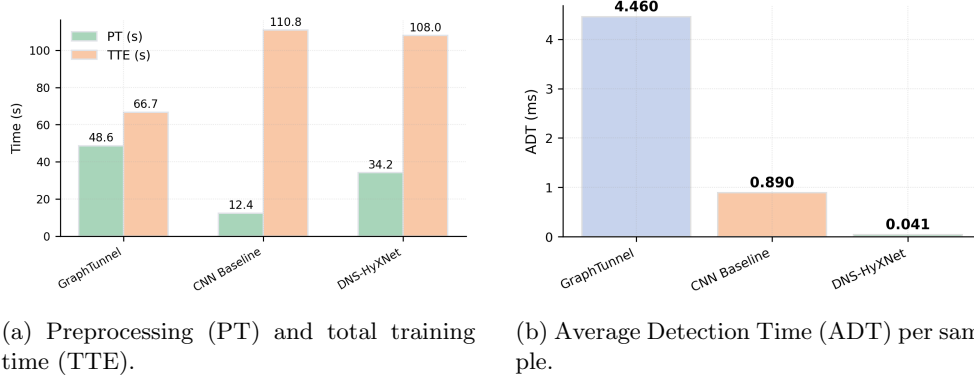 PT (s)
TTE (s)
Time (s)
100
80
60
40
20
0
48.6
66.7
12.4
110.8
34.2
108.0
GraphTunnel
CNN Baseline
DNS-HyXNet
(a) Preprocessing (PT) and total training
time (TTE).
ADT (ms)
4
3
2
1
0
4.460
0.890
0.041
GraphTunnel
CNN Baseline
DNS-HyXNet
(b) Average Detection Time (ADT) per sam
ple.